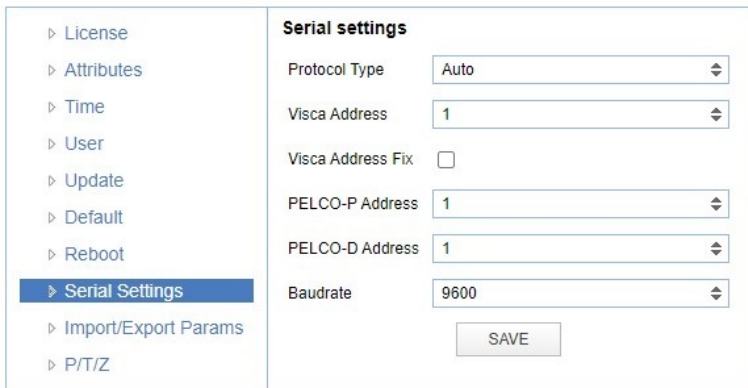 License
Attributes
Time
User
Update
Default
Reboot
Serial Settings
Import/Export Params
P/T/Z
Serial settings
Protocol Type Auto
Visca Address 1
Visca Address Fix
PELCO-P Address 1
PELCO-D Address 1
Baudrate 9600
SAVE